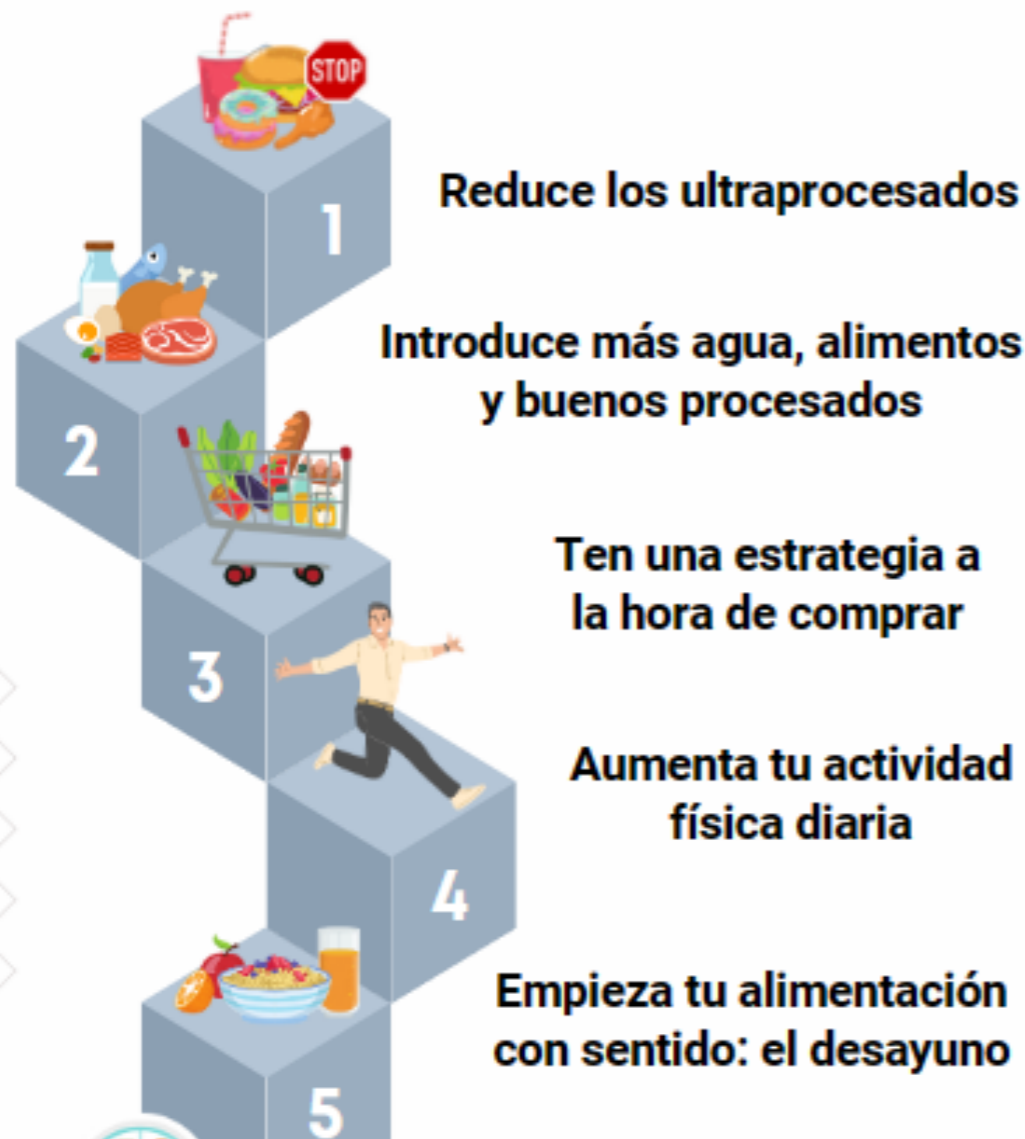 STOP
1
Reduce los ultraprocesados
Introduce más agua, alimentos
y buenos procesados
2
Ten una estrategia a
la hora de comprar
3
Aumenta tu actividad
física diaria
4
Empieza tu alimentación
con sentido: el desayuno
5